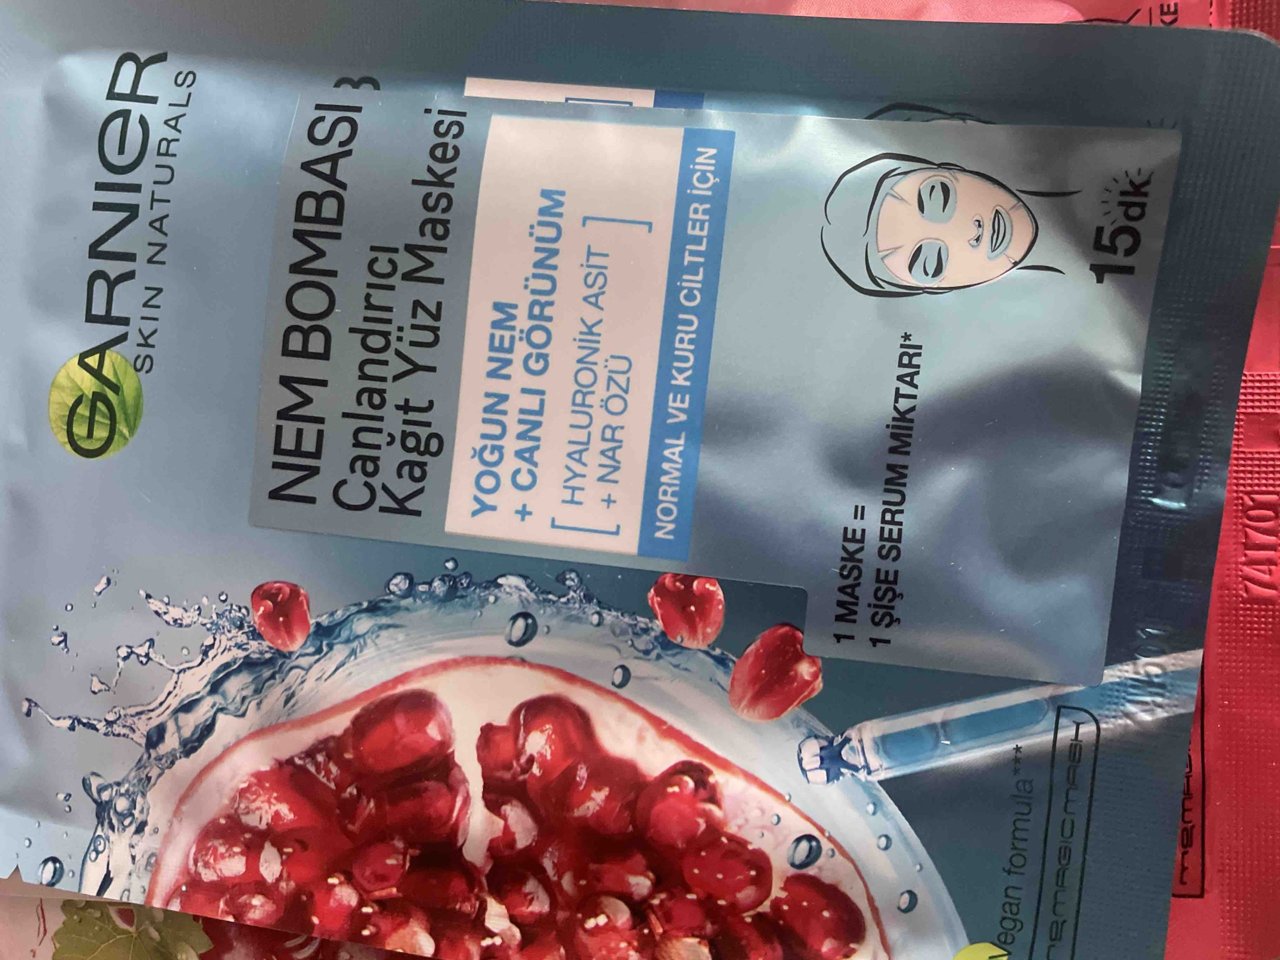 GARNIER
SKIN NATURALS
NEM BOMBASI
Canlandırıcı
Kağıt Yüz Maskesi
YOĞUN NEM
+ CANLI GÖRÜNÜM
[ HYALURONİK ASİT
+ NAR ÖZÜ ]
NORMAL VE KURU CİLTLER İÇİN
1 MASKE =
1 ŞİŞE SERUM MİKTARI*
15dk
Vegan formula***